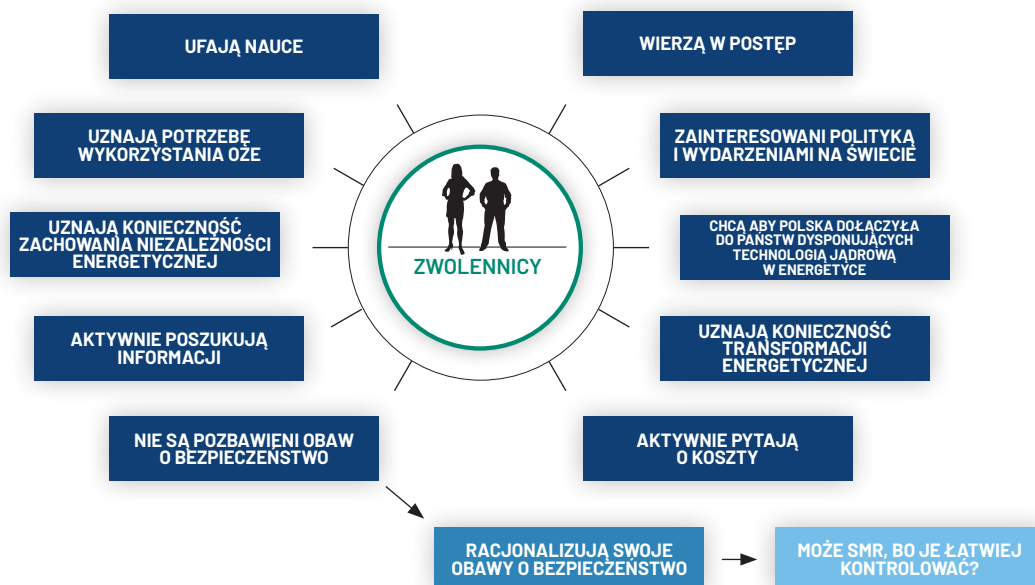 UFAJĄ NAUCE
WIERZĄ W POSTĘP
UZNAJĄ POTRZEBĘ
WYKORZYSTANIA OŹE
ZAINTERESOWANI POLITYKĄ
I WYDARZENIAMI NA ŚWIECIE
UZNAJĄ KONIECZNOŚĆ
ZACHOWANIA NIEZALEŻNOŚCI
ENERGETYCZNEJ
ZWOLENNICY
CHCĄ ABY POLSKA DOŁĄCZYŁA
DO PAŃSTW DYSPONUJĄCYCH
TECHNOLOGIĄ JĄDROWĄ
W ENERGETYCE
AKTYWNIE POSZUKUJĄ
INFORMACJI
UZNAJĄ KONIECZNOŚĆ
TRANSFORMACJI
ENERGETYCZNEJ
NIE SĄ POZBAWIENI OBAW
O BEZPIECZEŃSTWO
AKTYWNIE PYTAJĄ
O KOSZTY
RACJONALIZUJĄ SWOJE
OBAWY O BEZPIECZEŃSTWO
MOŻE SMR, BO JE ŁATWIEJ
KONTROLOWAĆ?